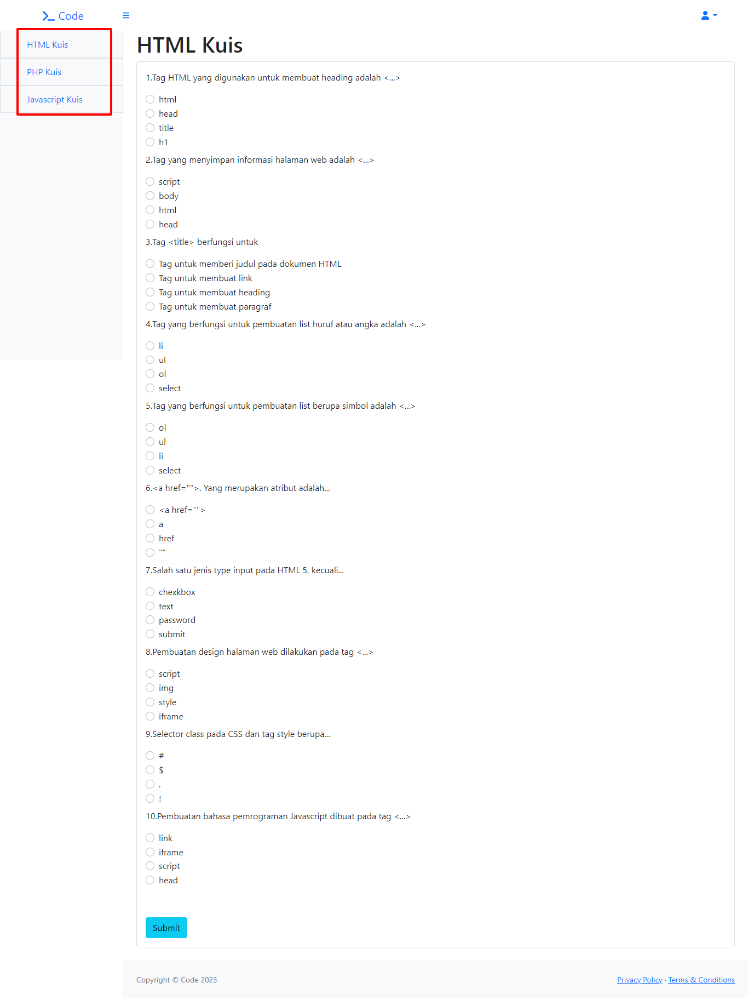 Code
HTML Kuis
PHP Kuis
Javascript Kuis
HTML Kuis
1.Tag HTML yang digunakan untuk membuat heading adalah <...>
html
head
title
h1
2.Tag yang menyimpan informasi halaman web adalah <...>
script
body
html
head
3.Tag <title> berfungsi untuk
Tag untuk memberi judul pada dokumen HTML
Tag untuk membuat link
Tag untuk membuat heading
Tag untuk membuat paragraf
4.Tag yang berfungsi untuk pembuatan list huruf atau angka adalah <...>
li
ul
ol
select
5.Tag yang berfungsi untuk pembuatan list berupa simbol adalah <...>
ol
ul
li
select
6.<a href="">. Yang merupakan atribut adalah...
<a href="">
a
href
""
7.Salah satu jenis type input pada HTML 5, kecuali...
chexkbox
text
password
submit
8.Pembuatan design halaman web dilakukan pada tag <...>
script
img
style
iframe
9.Selector class pada CSS dan tag style berupa...
#
$
.
!
10.Pembuatan bahasa pemrograman Javascript dibuat pada tag <...>
link
iframe
script
head
Submit
Copyright © Code 2023
Privacy Policy · Terms & Conditions